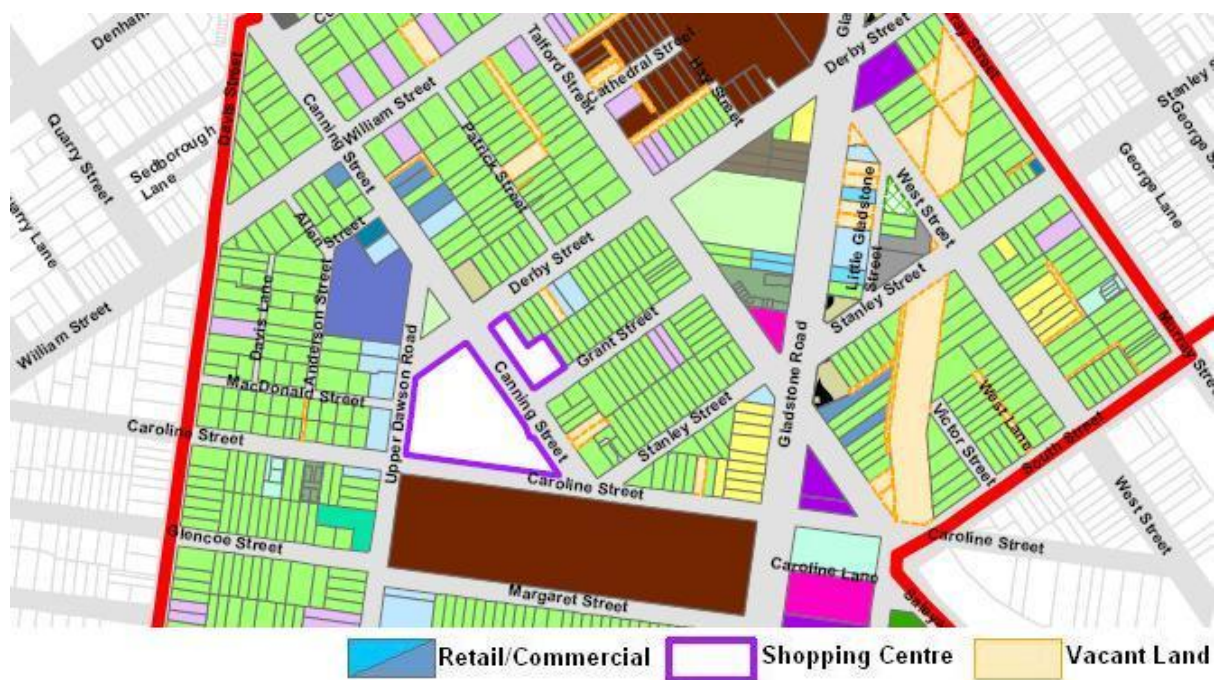 Denham
Talford Street
Cathedral Street
Hay Street
Derby Street
Stanley
George
Quarry Street
Sedborough
Lane
Davis Street
Canning Street
William Street
Patrick Street
West Street
George Lane
Allen Street
Derby Street
Little Gladstone
Street
Stanley Street
William Street
Davis Lane
Anderson Street
MacDonald Street
Upper Dawson Road
Grant Street
Canning Street
Gladstone Road
Murray Street
Caroline Street
Stanley Street
West Lane
Victor Street
South Street
Caroline Street
West Street
Glencoe Street
Caroline Street
Caroline Lane
Margaret Street
Retail/Commercial
Shopping Centre
Vacant Land